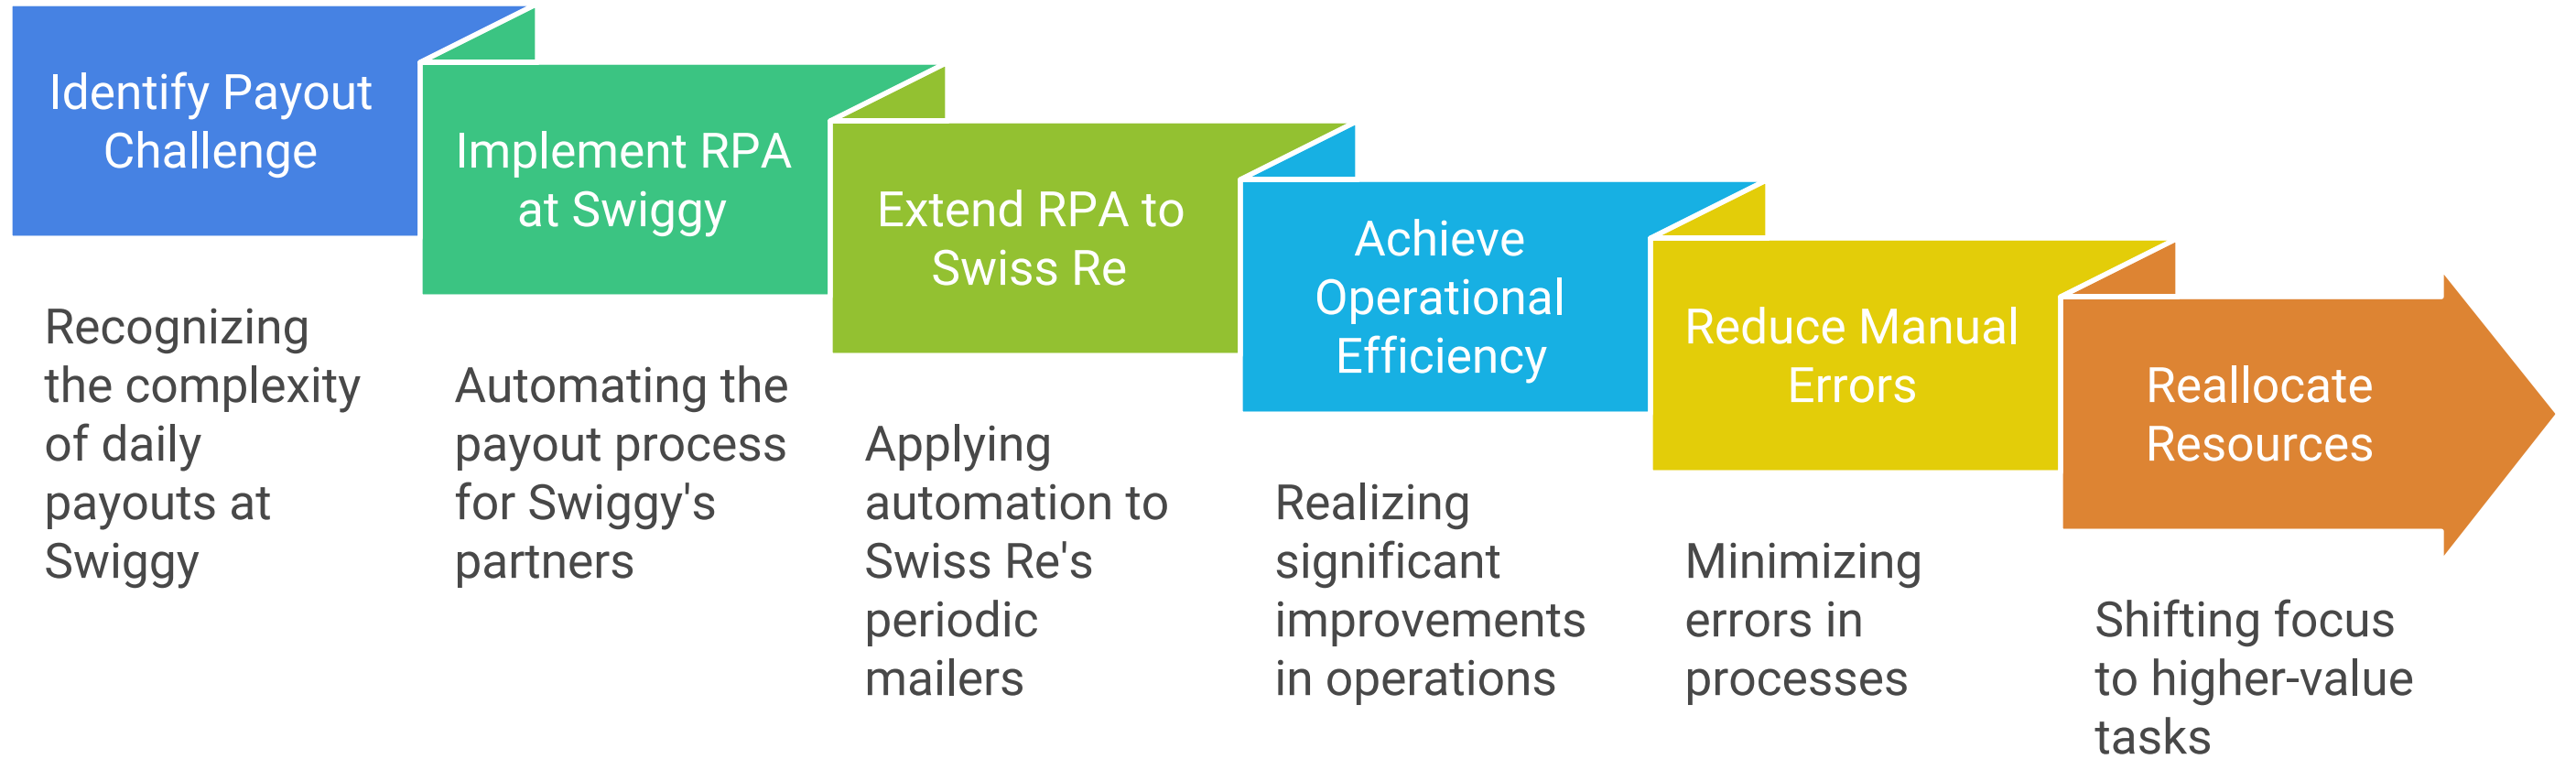 Identify Payout
Challenge
Recognizing
the complexity
of daily
payouts at
Swiggy
Implement RPA
at Swiggy
Automating the
payout process
for Swiggy's
partners
Extend RPA to
Swiss Re
Applying
automation to
Swiss Re's
periodic
mailers
Achieve
Operational
Efficiency
Realizing
significant
improvements
in operations
Reduce Manual
Errors
Minimizing
errors in
processes
Reallocate
Resources
Shifting focus
to higher-value
tasks